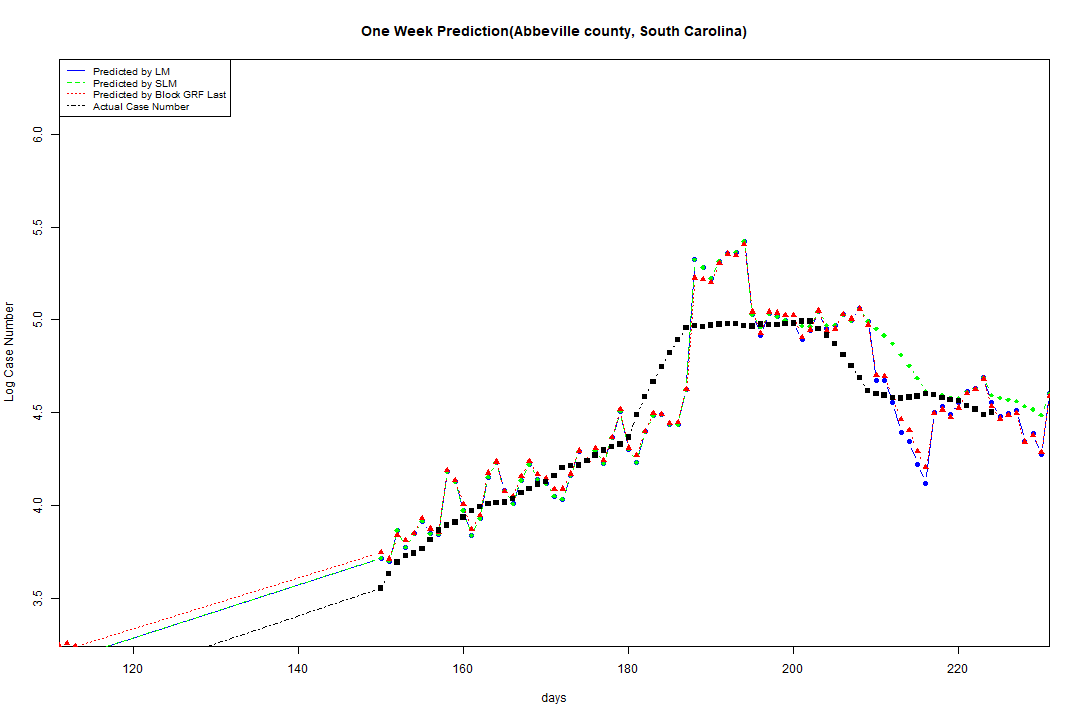 One Week Prediction(Abbeville county, South Carolina)
Predicted by LM
Predicted by SLM
Predicted by Block GRF Last
Actual Case Number
6.0
5.5
5.0
4.5
4.0
3.5
Log Case Number
120 140 160 180 200 220
days